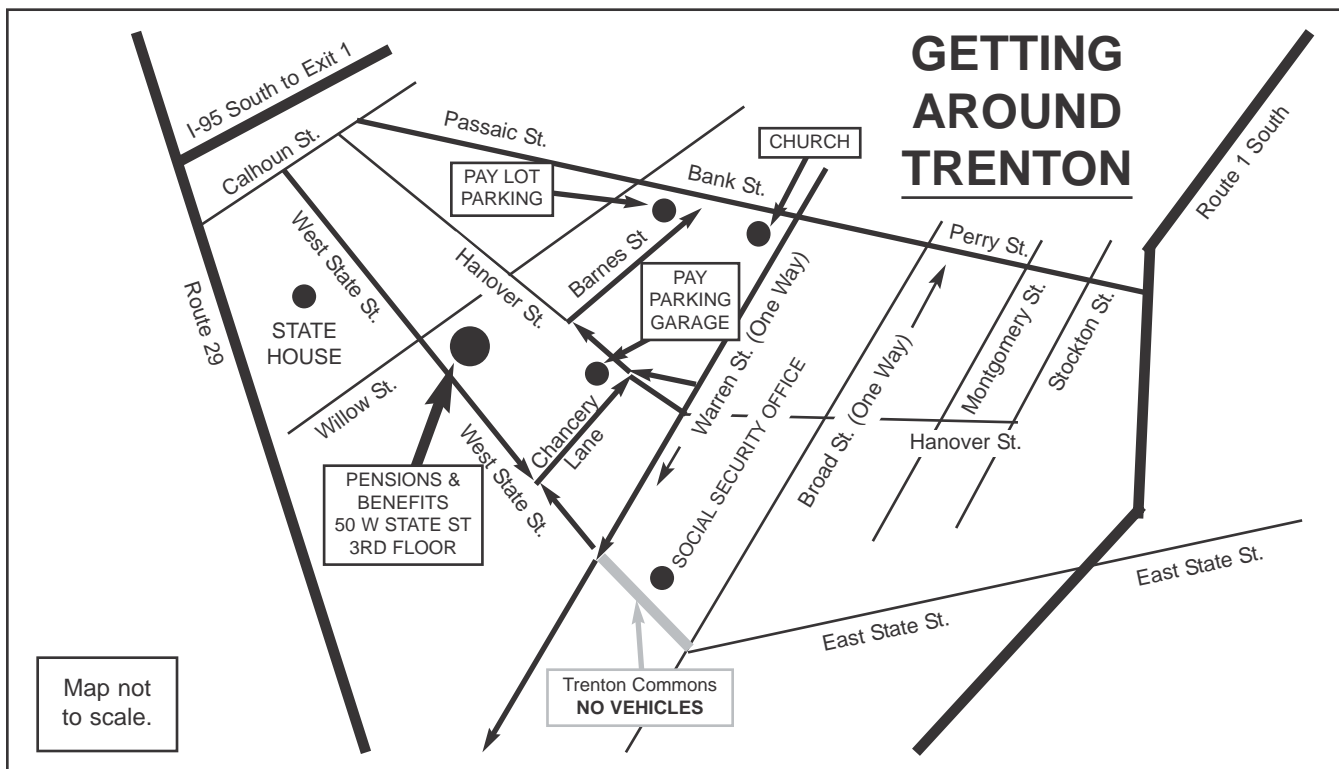 GETTING
AROUND
TRENTON
I-95 South to Exit 1
Calhoun St.
Passaic St.
PAY LOT
PARKING
Bank St.
CHURCH
Route 1 South
Perry St.
West State St.
Hanover St.
Barnes St
PAY
PARKING
GARAGE
Warren St. (One Way)
Montgomery St.
Stockton St.
Route 29
STATE
HOUSE
Willow St.
Chancery
Lane
SOCIAL SECURITY OFFICE
Broad St. (One Way)
Hanover St.
West State St.
PENSIONS &
BENEFITS
50 W STATE ST
3RD FLOOR
East State St.
East State St.
Trenton Commons
NO VEHICLES
Map not
to scale.